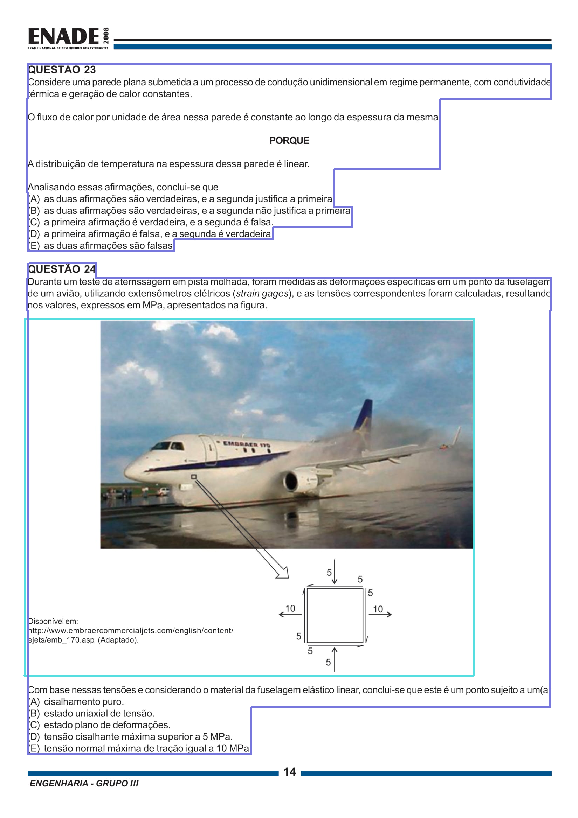 ENADE 2008
EXAME NACIONAL DE DESEMPENHO DOS ESTUDANTES
QUESTÃO 23
Considere uma parede plana submetida a um processo de condução unidimensional em regime permanente, com condutividade
térmica e geração de calor constantes.
O fluxo de calor por unidade de área nessa parede é constante ao longo da espessura da mesma
PORQUE
A distribuição de temperatura na espessura dessa parede é linear.
Analisando essas afirmações, conclui-se que
(A) as duas afirmações são verdadeiras, e a segunda justifica a primeira.
(B) as duas afirmações são verdadeiras, e a segunda não justifica a primeira.
(C) a primeira afirmação é verdadeira, e a segunda é falsa.
(D) a primeira afirmação é falsa, e a segunda é verdadeira.
(E) as duas afirmações são falsas.
QUESTÃO 24
Durante um teste de aterrissagem em pista molhada, foram medidas as deformações específicas em um ponto da fuselagem
de um avião, utilizando extensômetros elétricos (strain gages), e as tensões correspondentes foram calculadas, resultando
nos valores, expressos em MPa, apresentados na figura.
EMBRAER 175
5
5
5
10
10
5
5
5
Disponível em:
http://www.embraercommercialjets.com/english/content/
ejets/emb_170.asp (Adaptado).
Com base nessas tensões e considerando o material da fuselagem elástico linear, conclui-se que este é um ponto sujeito a um(a)
(A) cisalhamento puro.
(B) estado uniaxial de tensão.
(C) estado plano de deformações.
(D) tensão cisalhante máxima superior a 5 MPa.
(E) tensão normal máxima de tração igual a 10 MPa.
14
ENGENHARIA - GRUPO III